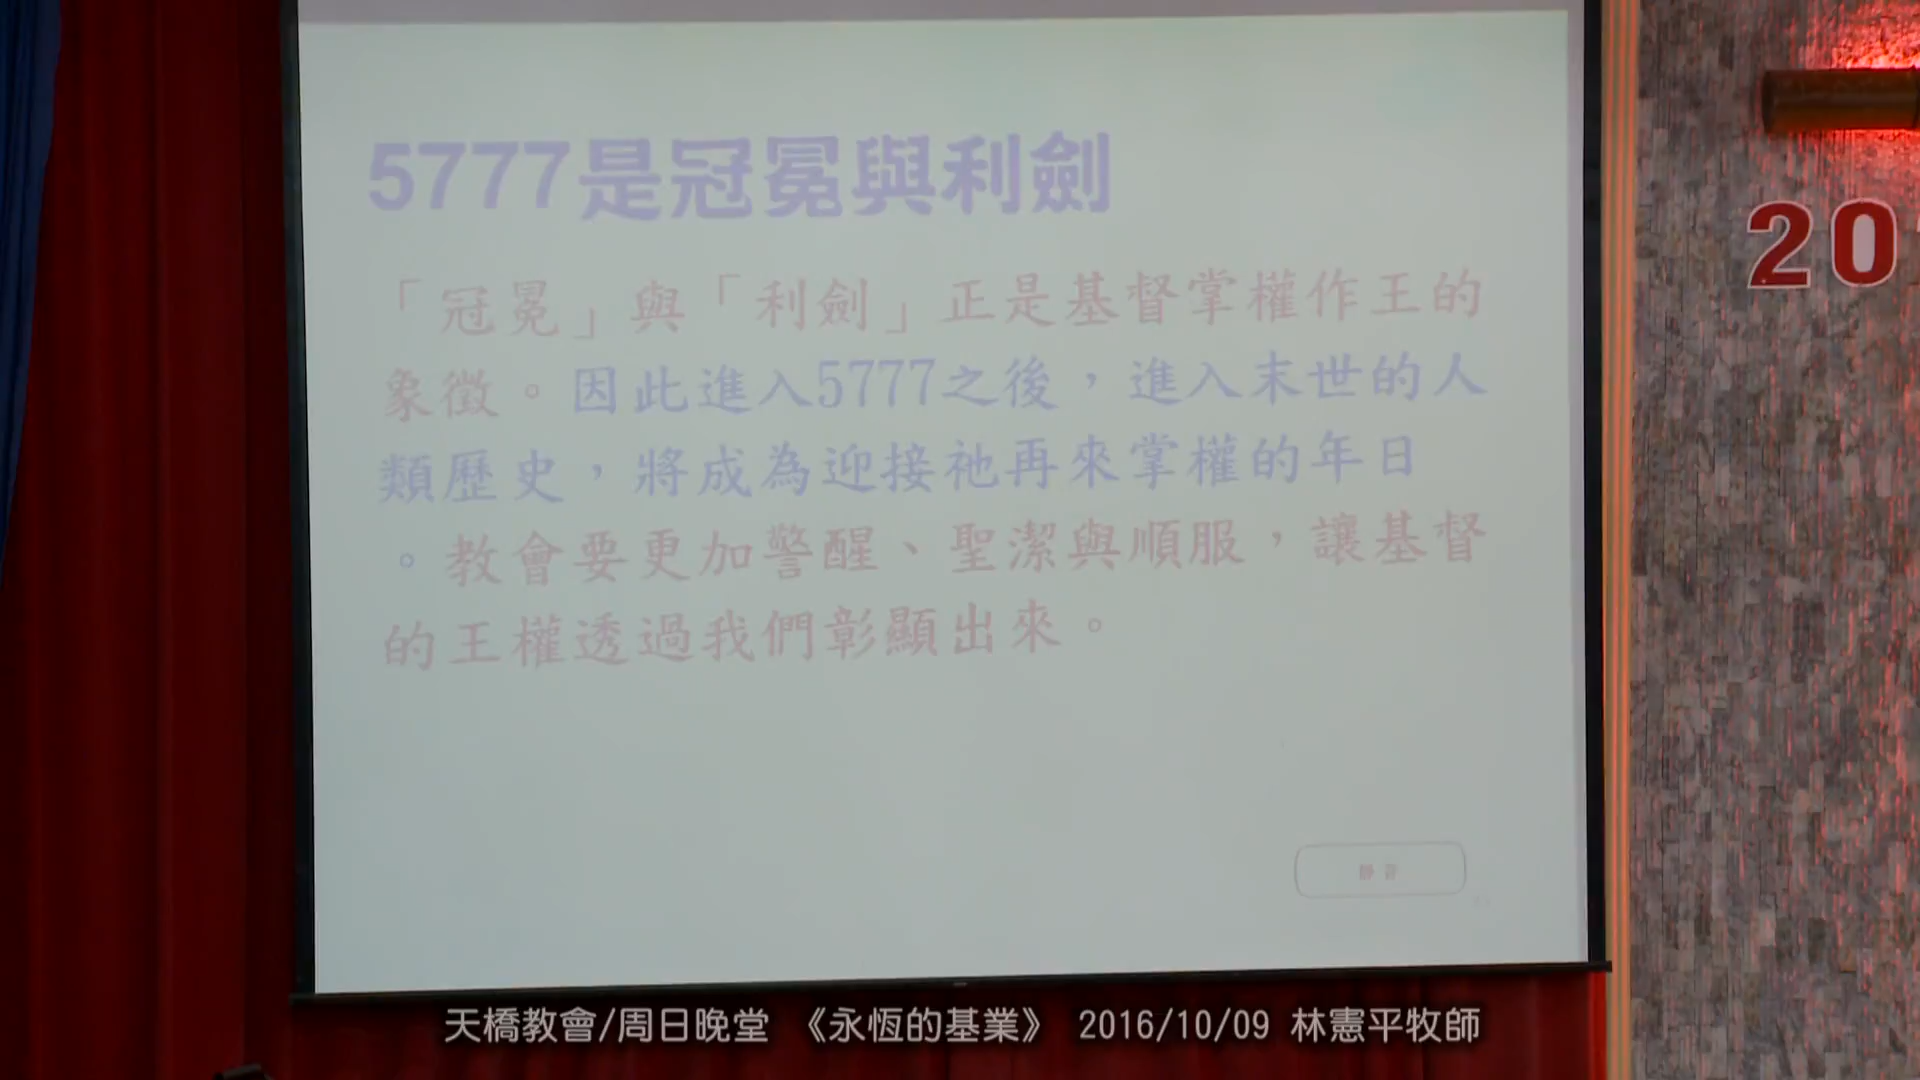 5777是冠冕與利劍
「冠冕」與「利劍」正是基督掌權作王的
象徵。因此進入5777之後，進入末世的人
類歷史，將成為迎接祂再來掌權的年日
。教會要更加警醒、聖潔與順服，讓基督
的王權透過我們彰顯出來。
靜音
20
天橋教會/周日晚堂 《永恆的基業》 2016/10/09 林憲平牧師